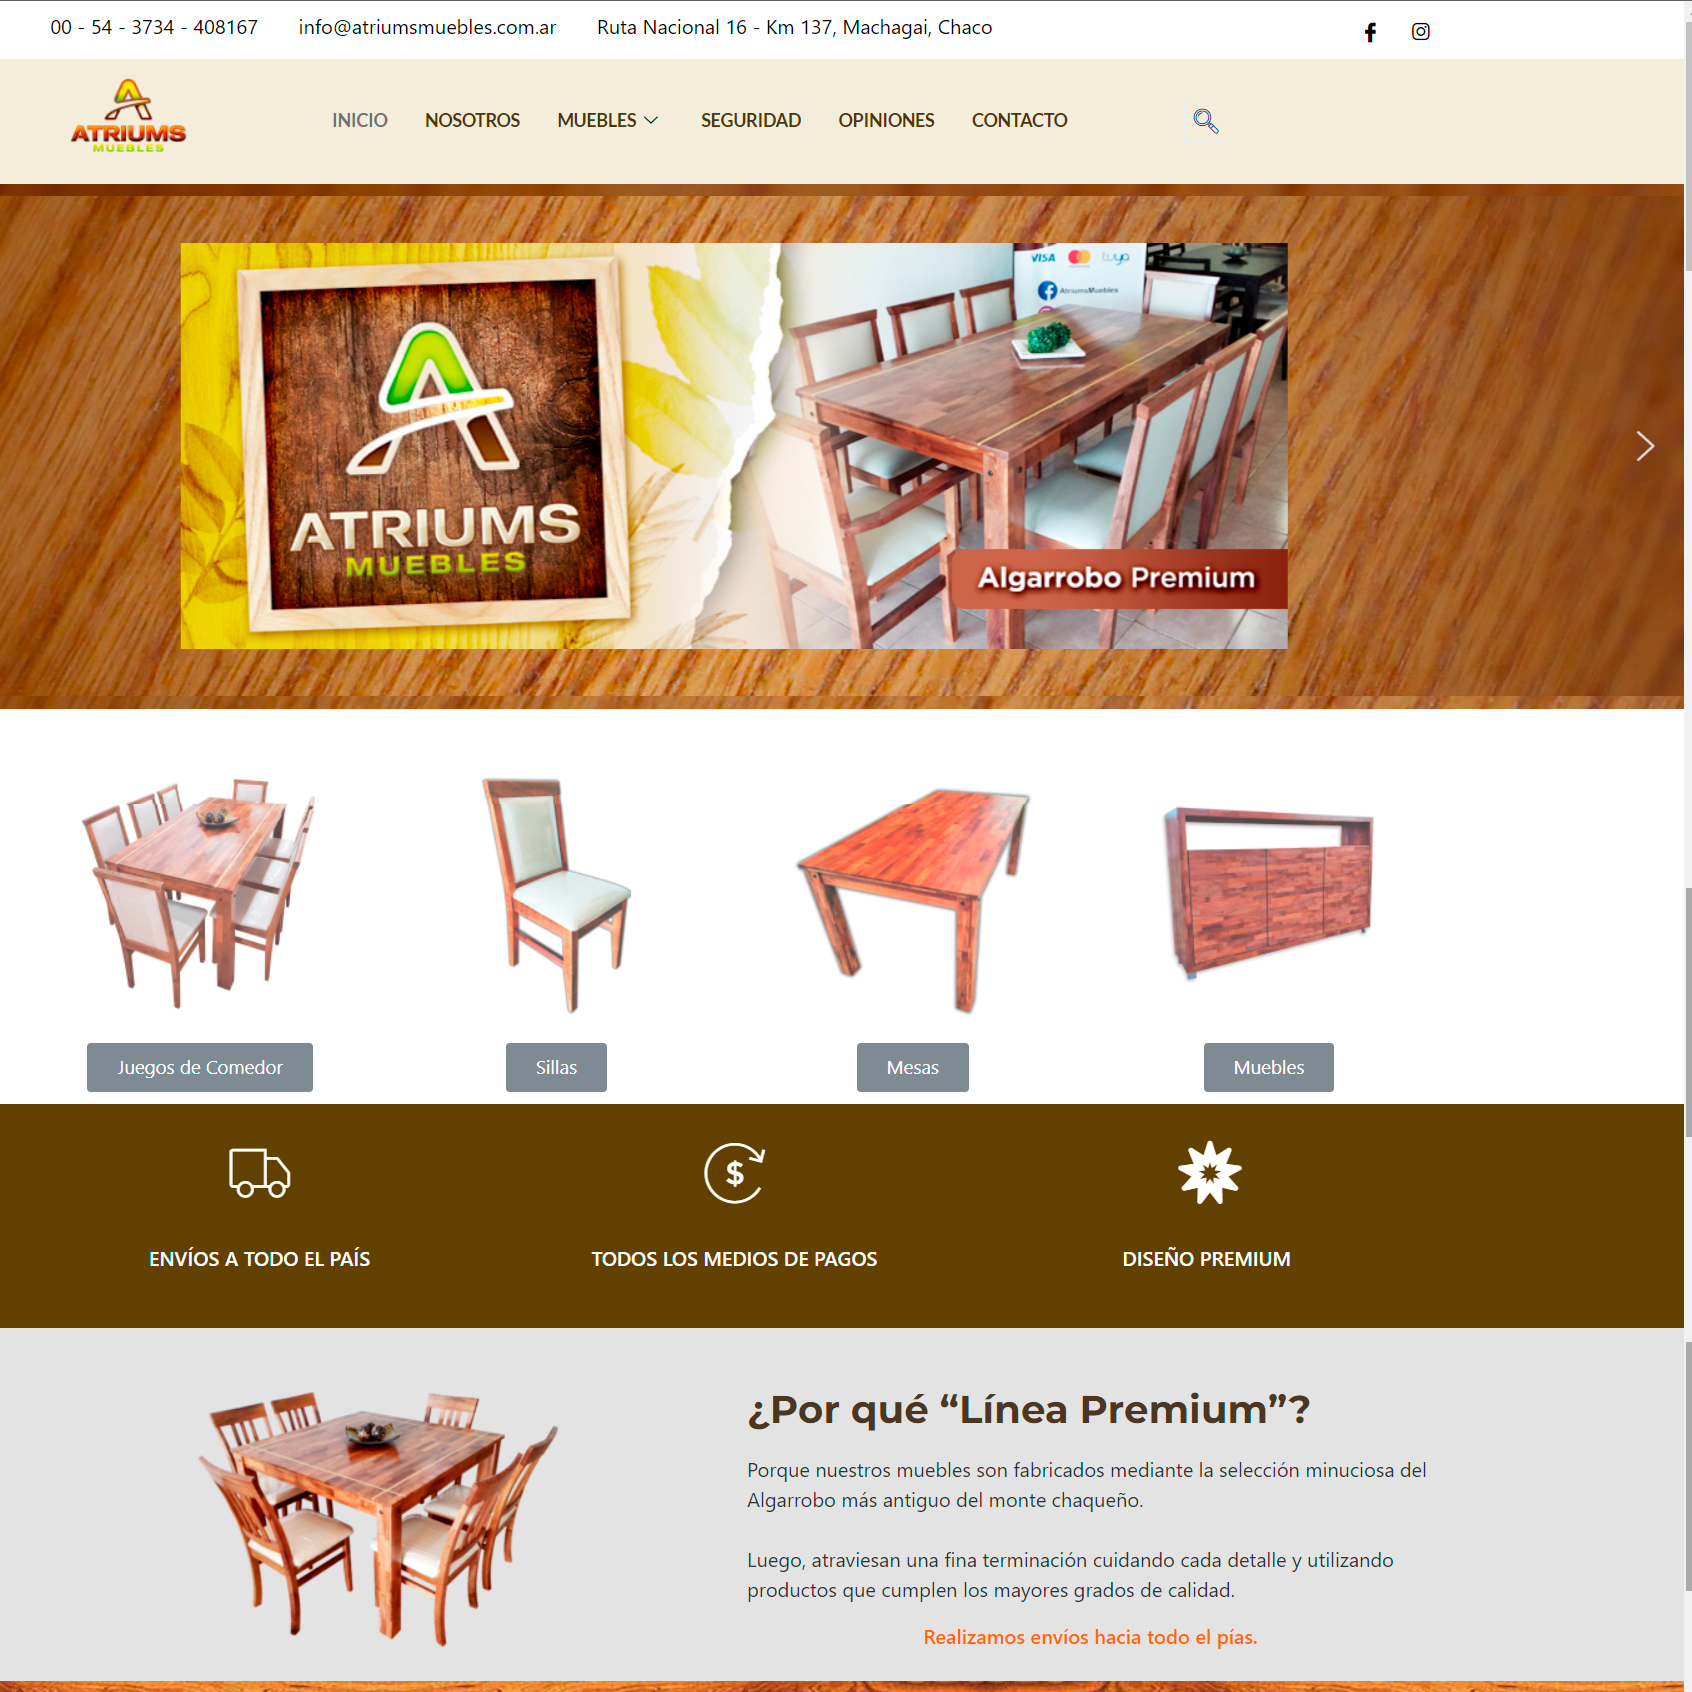 00 - 54 - 3734 - 408167
info@atriumsmuebles.com.ar
Ruta Nacional 16 - Km 137, Machagai, Chaco
ATRIUMS
MUEBLES
INICIO
NOSOTROS
MUEBLES
SEGURIDAD
OPINIONES
CONTACTO
VISA
tuya
AtriumsMuebles
ATRIUMS
MUEBLES
Algarrobo Premium
Juegos de Comedor
Sillas
Mesas
Muebles
ENVÍOS A TODO EL PAÍS
TODOS LOS MEDIOS DE PAGOS
DISEÑO PREMIUM
¿Por qué “Línea Premium”?
Porque nuestros muebles son fabricados mediante la selección minuciosa del
Algarrobo más antiguo del monte chaqueño.
Luego, atraviesan una fina terminación cuidando cada detalle y utilizando
productos que cumplen los mayores grados de calidad.
Realizamos envíos hacia todo el pías.